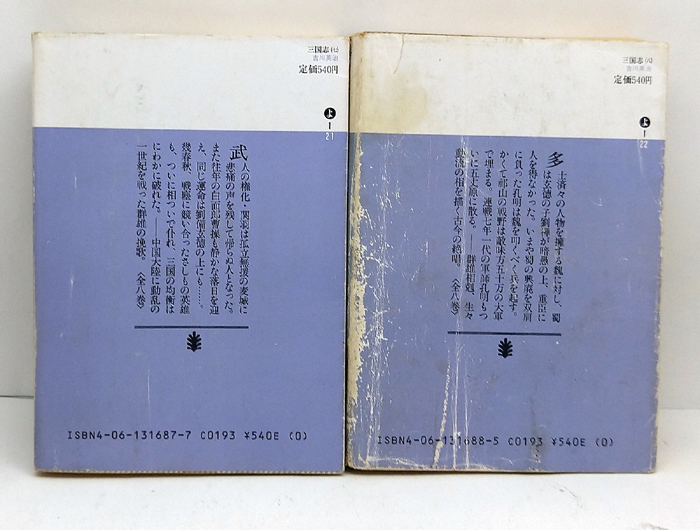 三国志(七)
吉川英治
定価540円
よ
21
武人の権化・関羽は孤立無援の麦城に
悲痛の声を残して帰らぬ人となった。
また往年の白面郎曹操も静かな落日を迎
え、同じ運命は劉備玄徳の上にも……。
幾春秋、戦塵に競い合ったさしもの英雄
も、ついに相ついで仆れ、三国の均衡は
にわかに破れた。――中国大陸に動乱の
一世紀を戦った群雄の挽歌。〈全八巻〉
ISBN4-06-131687-7 C0193 ¥540E (0)
三国志(八)
吉川英治
定価540円
よ
22
多士済々の人物を擁する魏に対し、蜀
は玄徳の子劉禅が暗愚の上、重臣に
人を得なかった。いまや蜀の興廃を双肩
に負った孔明は魏を叩くべく兵を起す。
かくて祁山の戦野は敵味方五十万の大軍
で埋まる。連戦七年一代の軍師孔明もつ
いに五丈原に散る。――群雄相剋、生々
流の相を描く古今の絶唱。〈全八巻〉
ISBN4-06-131688-5 C0193 ¥540E (0)